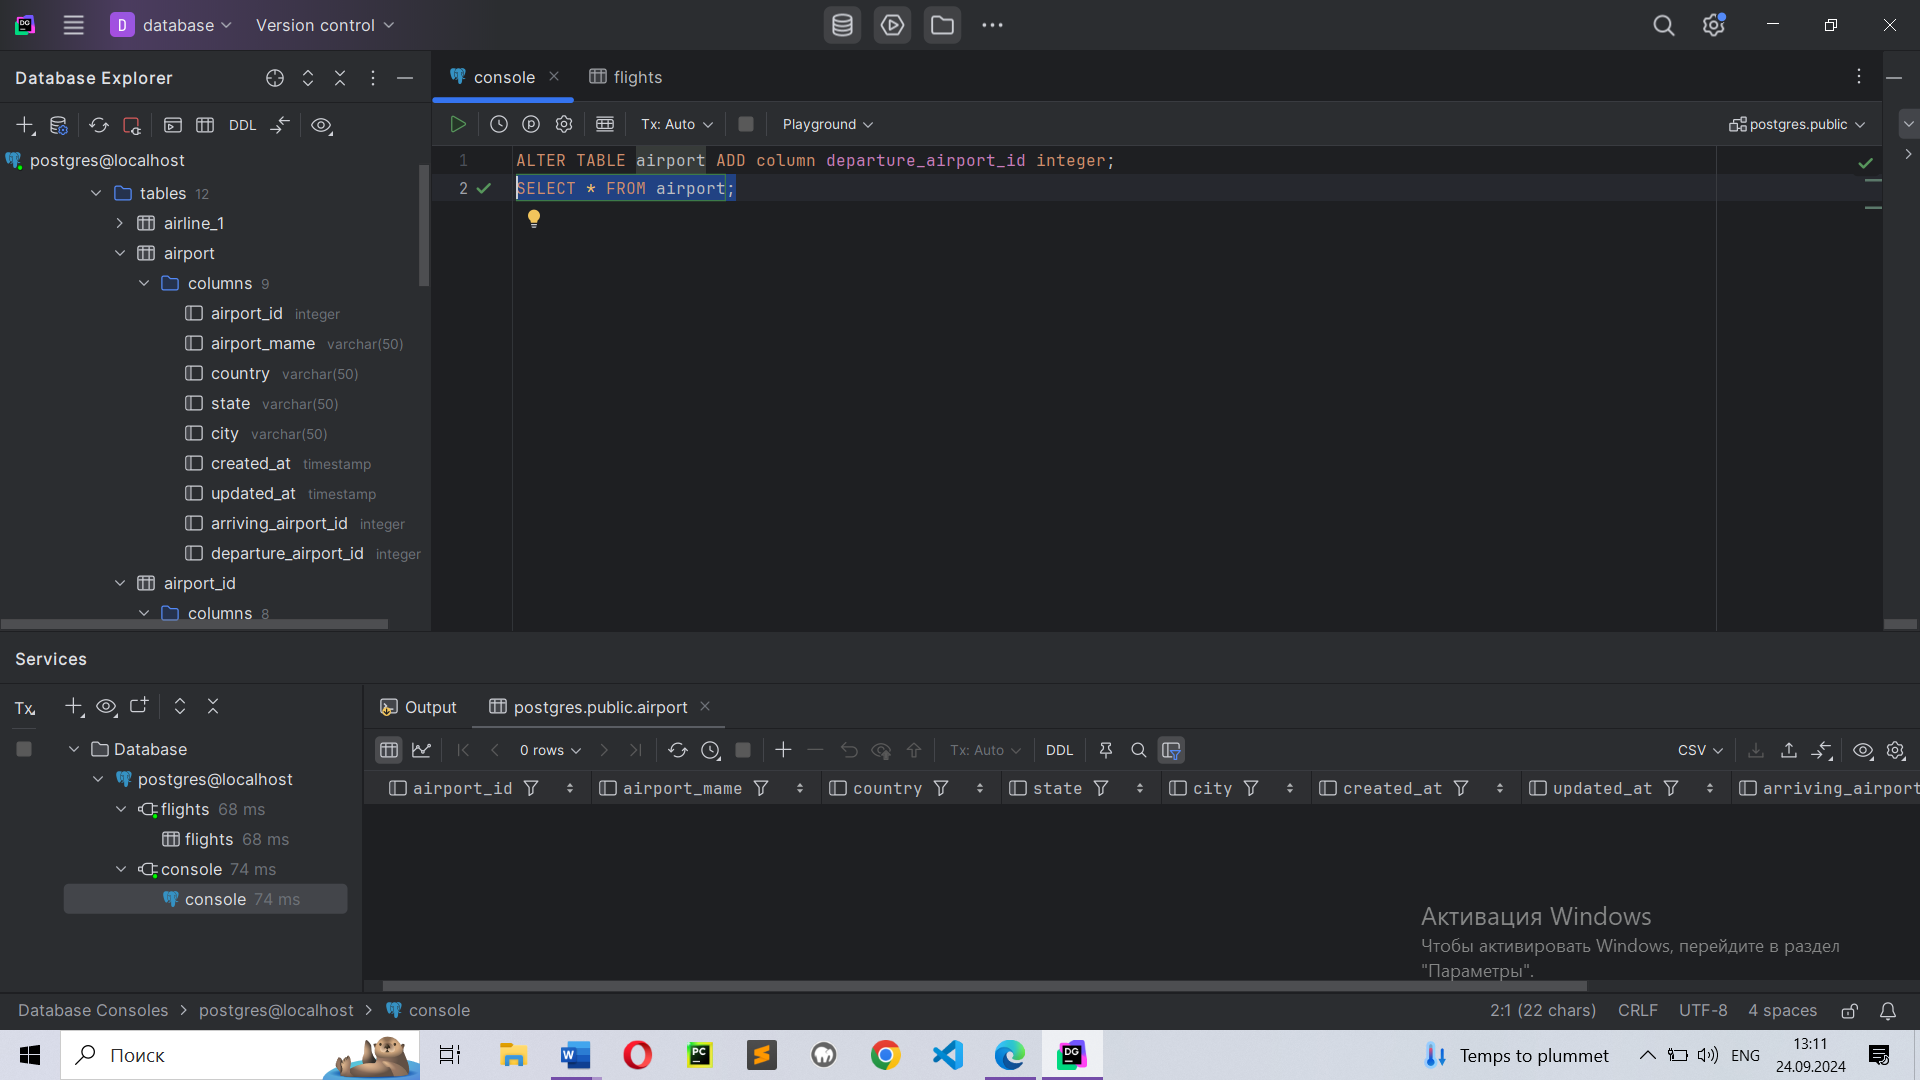 D database Version control
Database Explorer
console
flights
DDL
Tx: Auto
Playground
postgres.public
postgres@localhost
tables 12
airline_1
airport
columns 9
airport_id integer
airport_mame varchar(50)
country varchar(50)
state varchar(50)
city varchar(50)
created_at timestamp
updated_at timestamp
arriving_airport_id integer
departure_airport_id integer
airport_id
columns 8
1 ALTER TABLE airport ADD column departure_airport_id integer;
2 SELECT * FROM airport;
Services
Tx
Database
postgres@localhost
flights 68 ms
flights 68 ms
console 74 ms
console 74 ms
Output
postgres.public.airport
0 rows
Tx: Auto
DDL
CSV
airport_id airport_mame country state city created_at updated_at arriving_airport
Активация Windows
Чтобы активировать Windows, перейдите в раздел
"Параметры".
Database Consoles > postgres@localhost > console
2:1 (22 chars) CRLF UTF-8 4 spaces
Поиск
Temps to plummet
ENG
13:11
24.09.2024